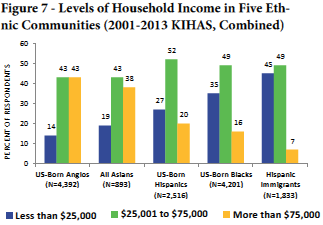 Figure 7 - Levels of Household Income in Five Eth-
nic Communities (2001-2013 KIHAS, Combined)
PERCENT OF RESPONDENTS
60
50
40
30
20
10
0
14 43 43
19 43 38
27 52 20
35 49 16
45 49 7
US-Born Anglos
(N=4,392)
All Asians
(N=893)
US-Born
Hispanics
(N=2,516)
US-Born Blacks
(N=4,201)
Hispanic
Immigrants
(N=1,833)
Less than $25,000
$25,001 to $75,000
More than $75,000